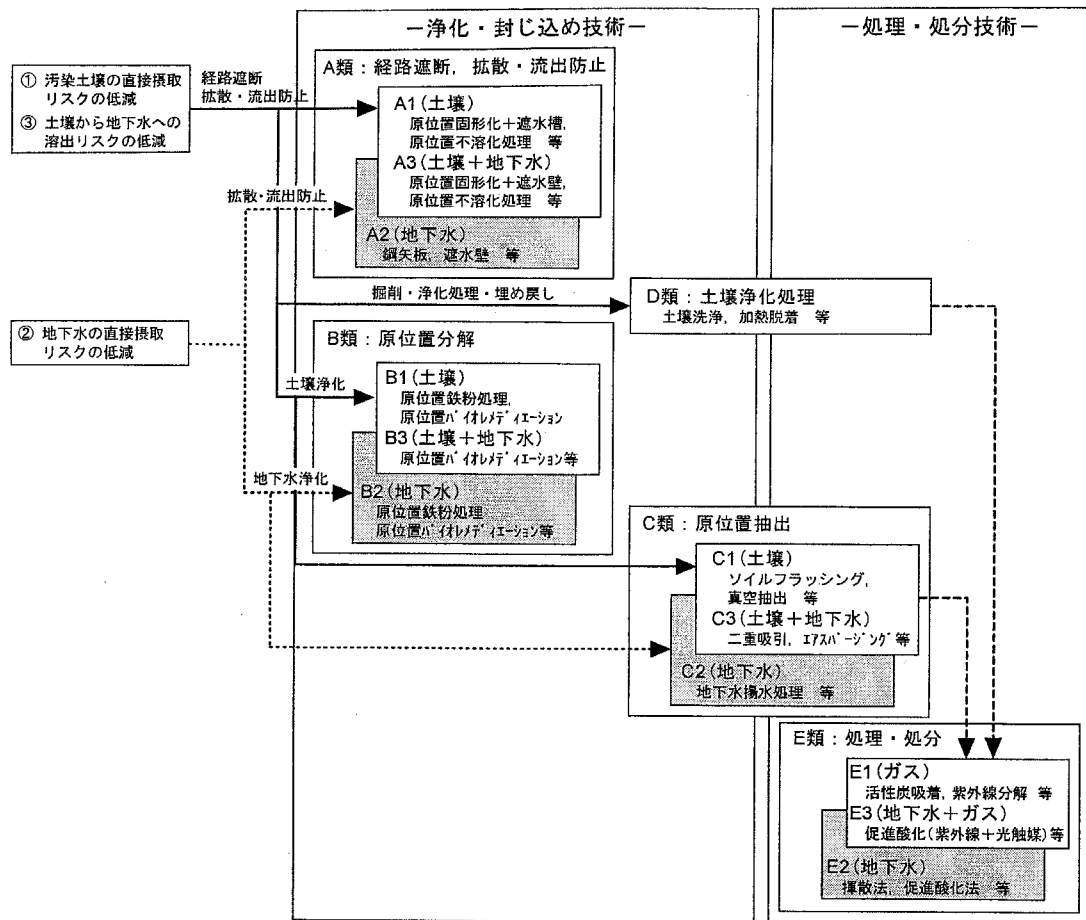 －浄化・封じ込め技術－
－処理・処分技術－
① 汚染土壌の直接摂取
リスクの低減
③ 土壌から地下水への
溶出リスクの低減
経路遮断
拡散・流出防止
A類：経路遮断，拡散・流出防止
A1(土壌)
原位置固形化＋遮水槽，
原位置不溶化処理 等
A3(土壌＋地下水)
原位置固形化＋遮水壁，
原位置不溶化処理 等
拡散・流出防止
A2(地下水)
鋼矢板，遮水壁 等
掘削・浄化処理・埋め戻し
D類：土壌浄化処理
土壌洗浄，加熱脱着 等
② 地下水の直接摂取
リスクの低減
B類：原位置分解
土壌浄化
B1(土壌)
原位置鉄粉処理，
原位置ﾊﾞｲｵﾚﾒﾃﾞｨｴｰｼｮﾝ
B3(土壌＋地下水)
原位置ﾊﾞｲｵﾚﾒﾃﾞｨｴｰｼｮﾝ等
地下水浄化
B2(地下水)
原位置鉄粉処理
原位置ﾊﾞｲｵﾚﾒﾃﾞｨｴｰｼｮﾝ等
C類：原位置抽出
C1(土壌)
ソイルフラッシング，
真空抽出 等
C3(土壌＋地下水)
二重吸引，ｴｱｽﾊﾟｰｼﾞﾝｸﾞ等
C2(地下水)
地下水揚水処理 等
E類：処理・処分
E1(ガス)
活性炭吸着，紫外線分解 等
E3(地下水＋ガス)
促進酸化(紫外線＋光触媒)等
E2(地下水)
揮散法，促進酸化法 等